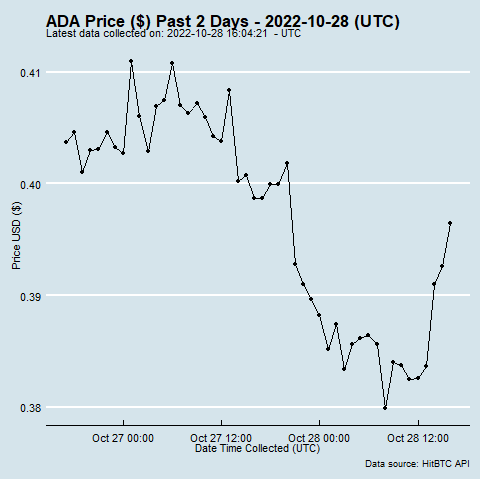 ADA Price ($) Past 2 Days - 2022-10-28 (UTC)
Latest data collected on: 2022-10-28 16:04:21  - UTC
0.41
0.40
0.39
0.38
Price USD ($)
Oct 27 00:00 Oct 27 12:00 Oct 28 00:00 Oct 28 12:00
Date Time Collected (UTC)
Data source: HitBTC API